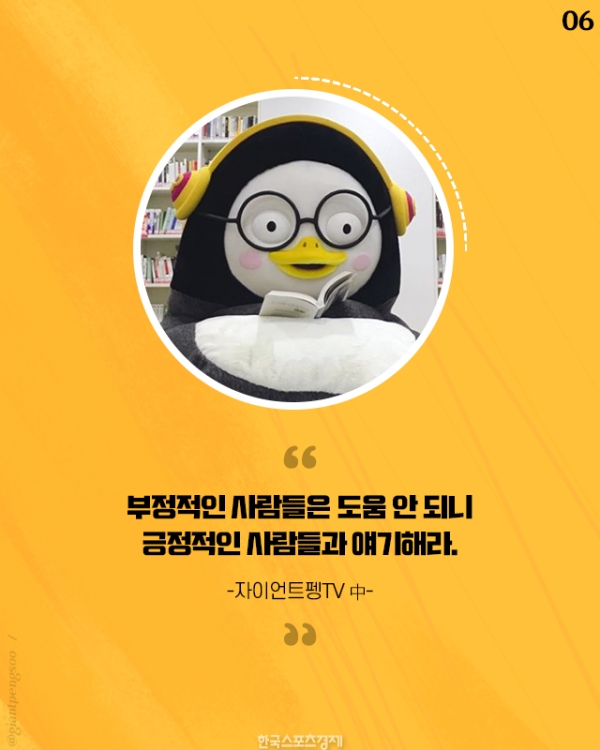 06
“
부정적인 사람들은 도움 안 되니
긍정적인 사람들과 얘기해라.
-자이언트펭TV 中-
”
한국스포츠경제